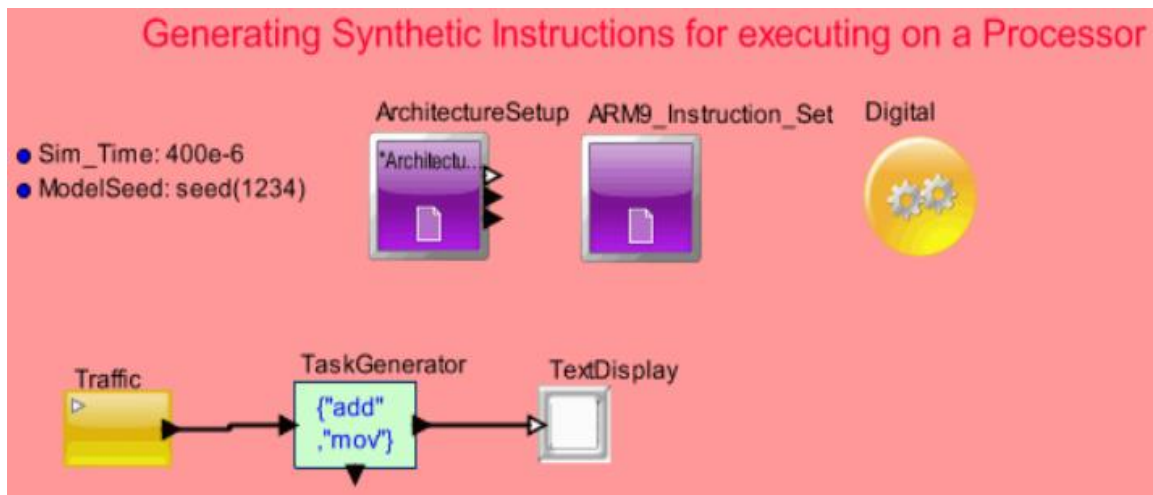 Generating Synthetic Instructions for executing on a Processor
ArchitectureSetup ARM9_Instruction_Set Digital
Sim_Time: 400e-6
ModelSeed: seed(1234)
"Architectu...
Traffic
TaskGenerator
TextDisplay
{"add"
,"mov"}